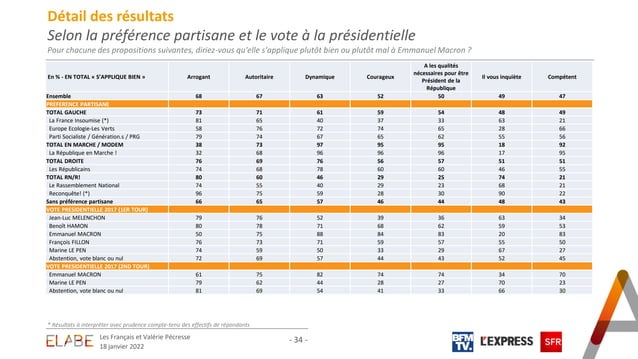 Détail des résultats
Selon la préférence partisane et le vote à la présidentielle
Pour chacune des propositions suivantes, diriez-vous qu'elle s'applique plutôt bien ou plutôt mal à Emmanuel Macron ?
En % - EN TOTAL « S'APPLIQUE BIEN » Arrogant Autoritaire Dynamique Courageux A les qualités nécessaires pour être Président de la République Il vous inquiète Compétent
Ensemble 68 67 63 52 50 49 47
PREFERENCE PARTISANE
TOTAL GAUCHE 73 71 61 59 54 48 49
La France Insoumise (*) 81 65 40 37 33 63 21
Europe Ecologie-Les Verts 58 76 72 74 65 28 66
Parti Socialiste / Génération.s / PRG 79 74 67 65 62 55 56
TOTAL EN MARCHE / MODEM 38 73 97 95 95 18 92
La République en Marche ! 32 68 96 96 96 17 95
TOTAL DROITE 76 69 76 56 57 51 51
Les Républicains 74 68 78 60 60 46 55
TOTAL RN/R! 80 60 46 29 25 74 21
Le Rassemblement National 74 55 40 29 23 68 21
Reconquête! (*) 96 75 59 28 30 90 22
Sans préférence partisane 66 65 57 46 44 48 43
VOTE PRESIDENTIELLE 2017 (1ER TOUR)
Jean-Luc MELENCHON 79 76 52 39 36 63 34
Benoît HAMON 80 78 71 68 62 59 53
Emmanuel MACRON 50 75 88 84 83 20 83
François FILLON 76 73 71 59 57 55 50
Marine LE PEN 74 59 50 33 29 67 27
Abstention, vote blanc ou nul 72 69 57 44 43 52 45
VOTE PRESIDENTIELLE 2017 (2ND TOUR)
Emmanuel MACRON 61 75 82 74 74 34 70
Marine LE PEN 79 62 44 28 27 70 23
Abstention, vote blanc ou nul 81 69 54 41 33 66 30
* Résultats à interpréter avec prudence compte-tenu des effectifs de répondants
ELABE
Les Français et Valérie Pécresse
18 janvier 2022
- 34 -
BFM TV.
L'EXPRESS
SFR